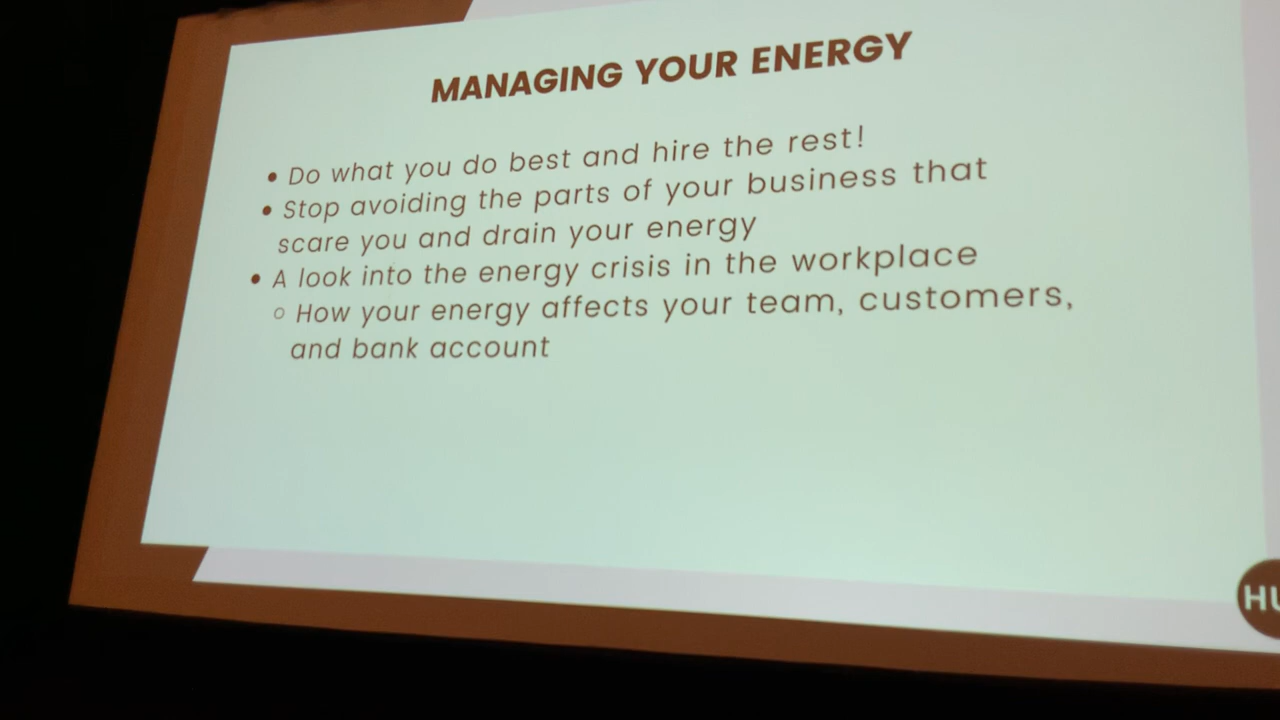 MANAGING YOUR ENERGY
• Do what you do best and hire the rest!
• Stop avoiding the parts of your business that
scare you and drain your energy
• A look into the energy crisis in the workplace
○ How your energy affects your team, customers,
and bank account
HU